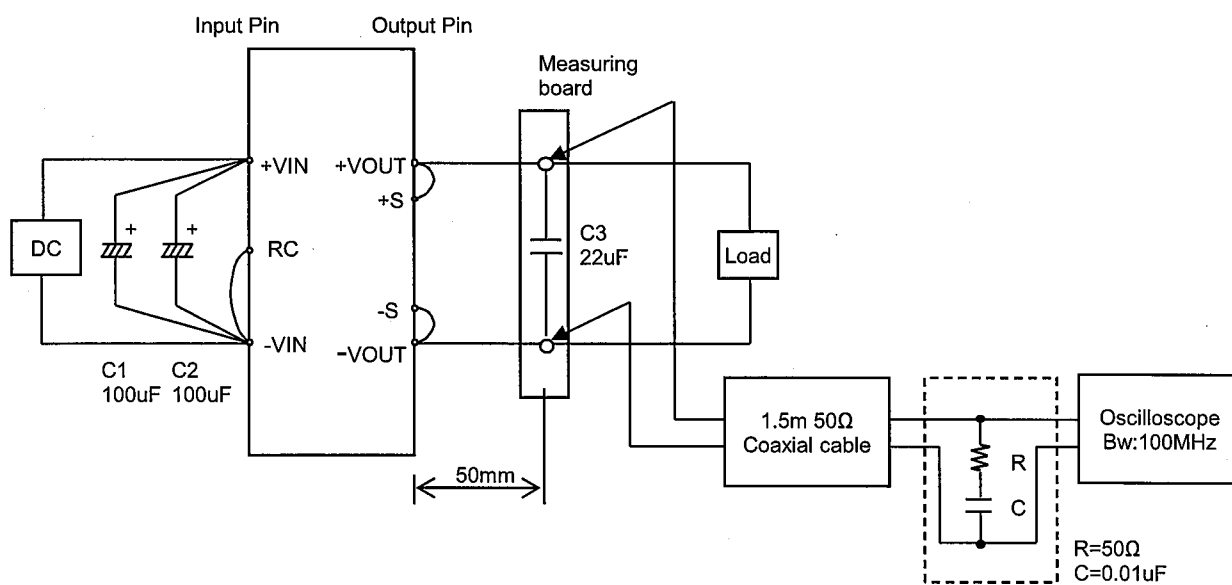 Input Pin
Output Pin
Measuring
board
+VIN
+VOUT
+S
DC
+
+
RC
C3
22uF
Load
-S
-VIN
-VOUT
C1
100uF
C2
100uF
50mm
1.5m 50Ω
Coaxial cable
R
C
Oscilloscope
Bw:100MHz
R=50Ω
C=0.01uF